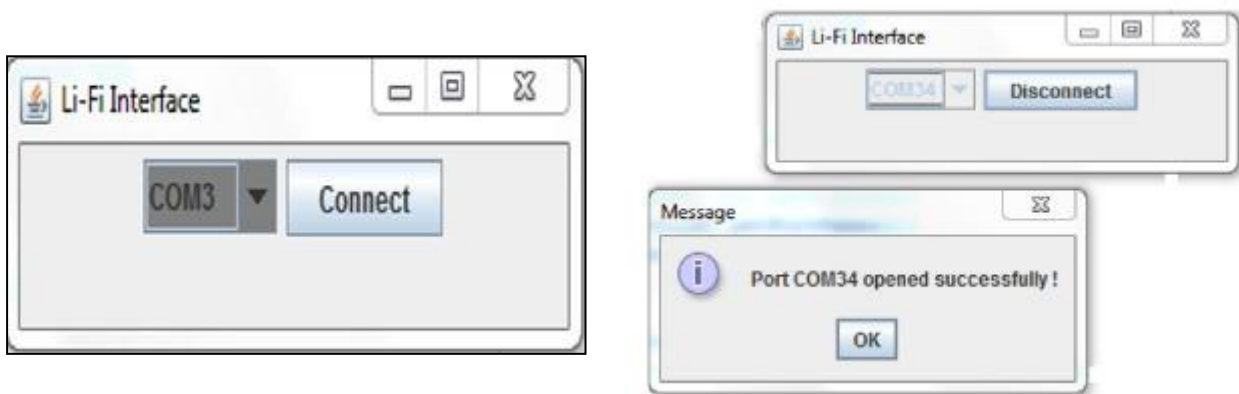 Li-Fi Interface
COM3
Connect
Li-Fi Interface
COM34
Disconnect
Message
Port COM34 opened successfully !
OK